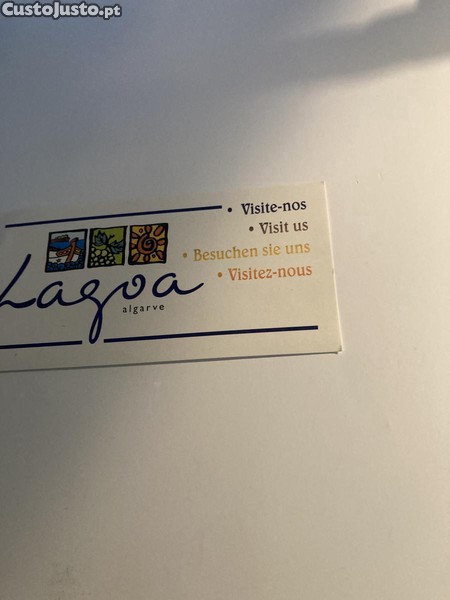 CustoJusto.pt
• Visite-nos
• Visit us
• Besuchen sie uns
• Visitez-nous
Lagoa
algarve